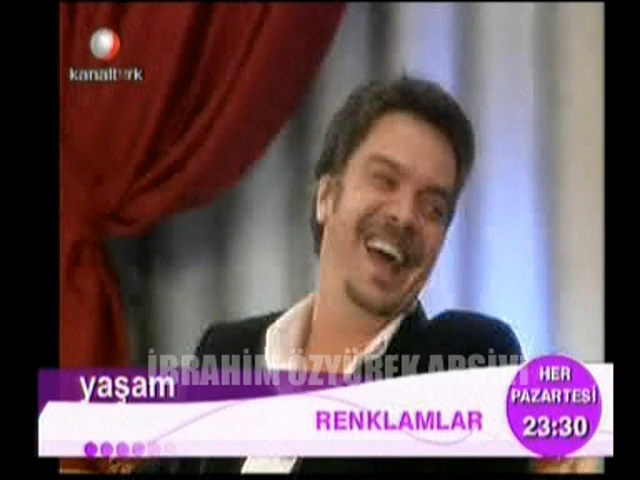 kanaltürk
İBRAHİM ÖZYÜREK ARŞİVİ
yaşam
RENKLAMLAR
HER
PAZARTESİ
23:30